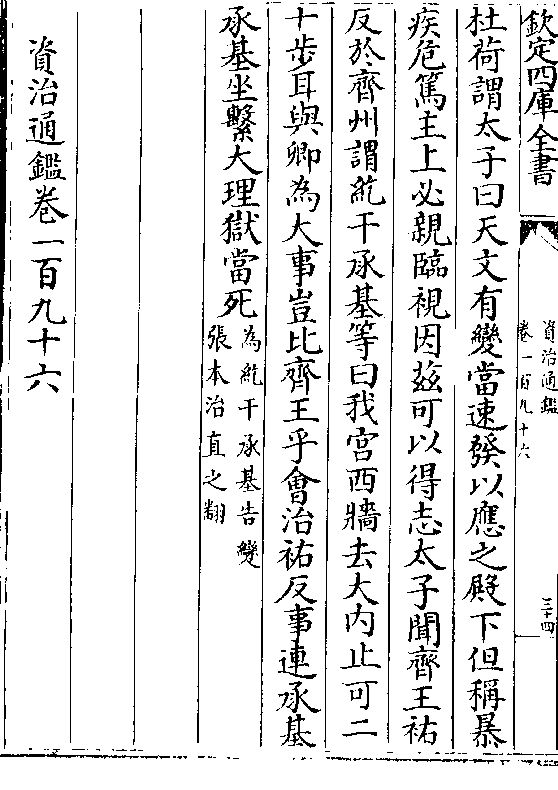 欽定四庫全書
資治通鑑
卷一百九十六
三十四
杜荷謂太子曰天文有變當速發以應之殿下但稱暴
疾危篤主上必親臨視因兹可以得志太子聞齊王祐
反於齊州謂紇干承基等曰我宫西牆去大内止可二
十步耳與卿為大事豈比齊王乎會治祐反事連承基
承基坐繫大理獄當死
為紇干承基告變
張本治直之翻
資治通鑑卷一百九十六